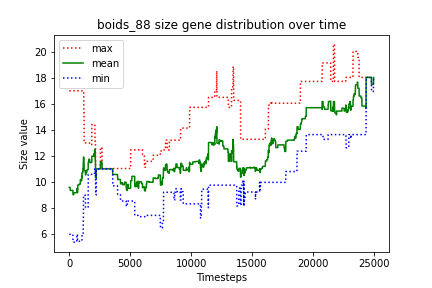 boids_88 size gene distribution over time
max
mean
min
Size value
20
18
16
14
12
10
8
6
0
5000
10000
15000
20000
25000
Timesteps